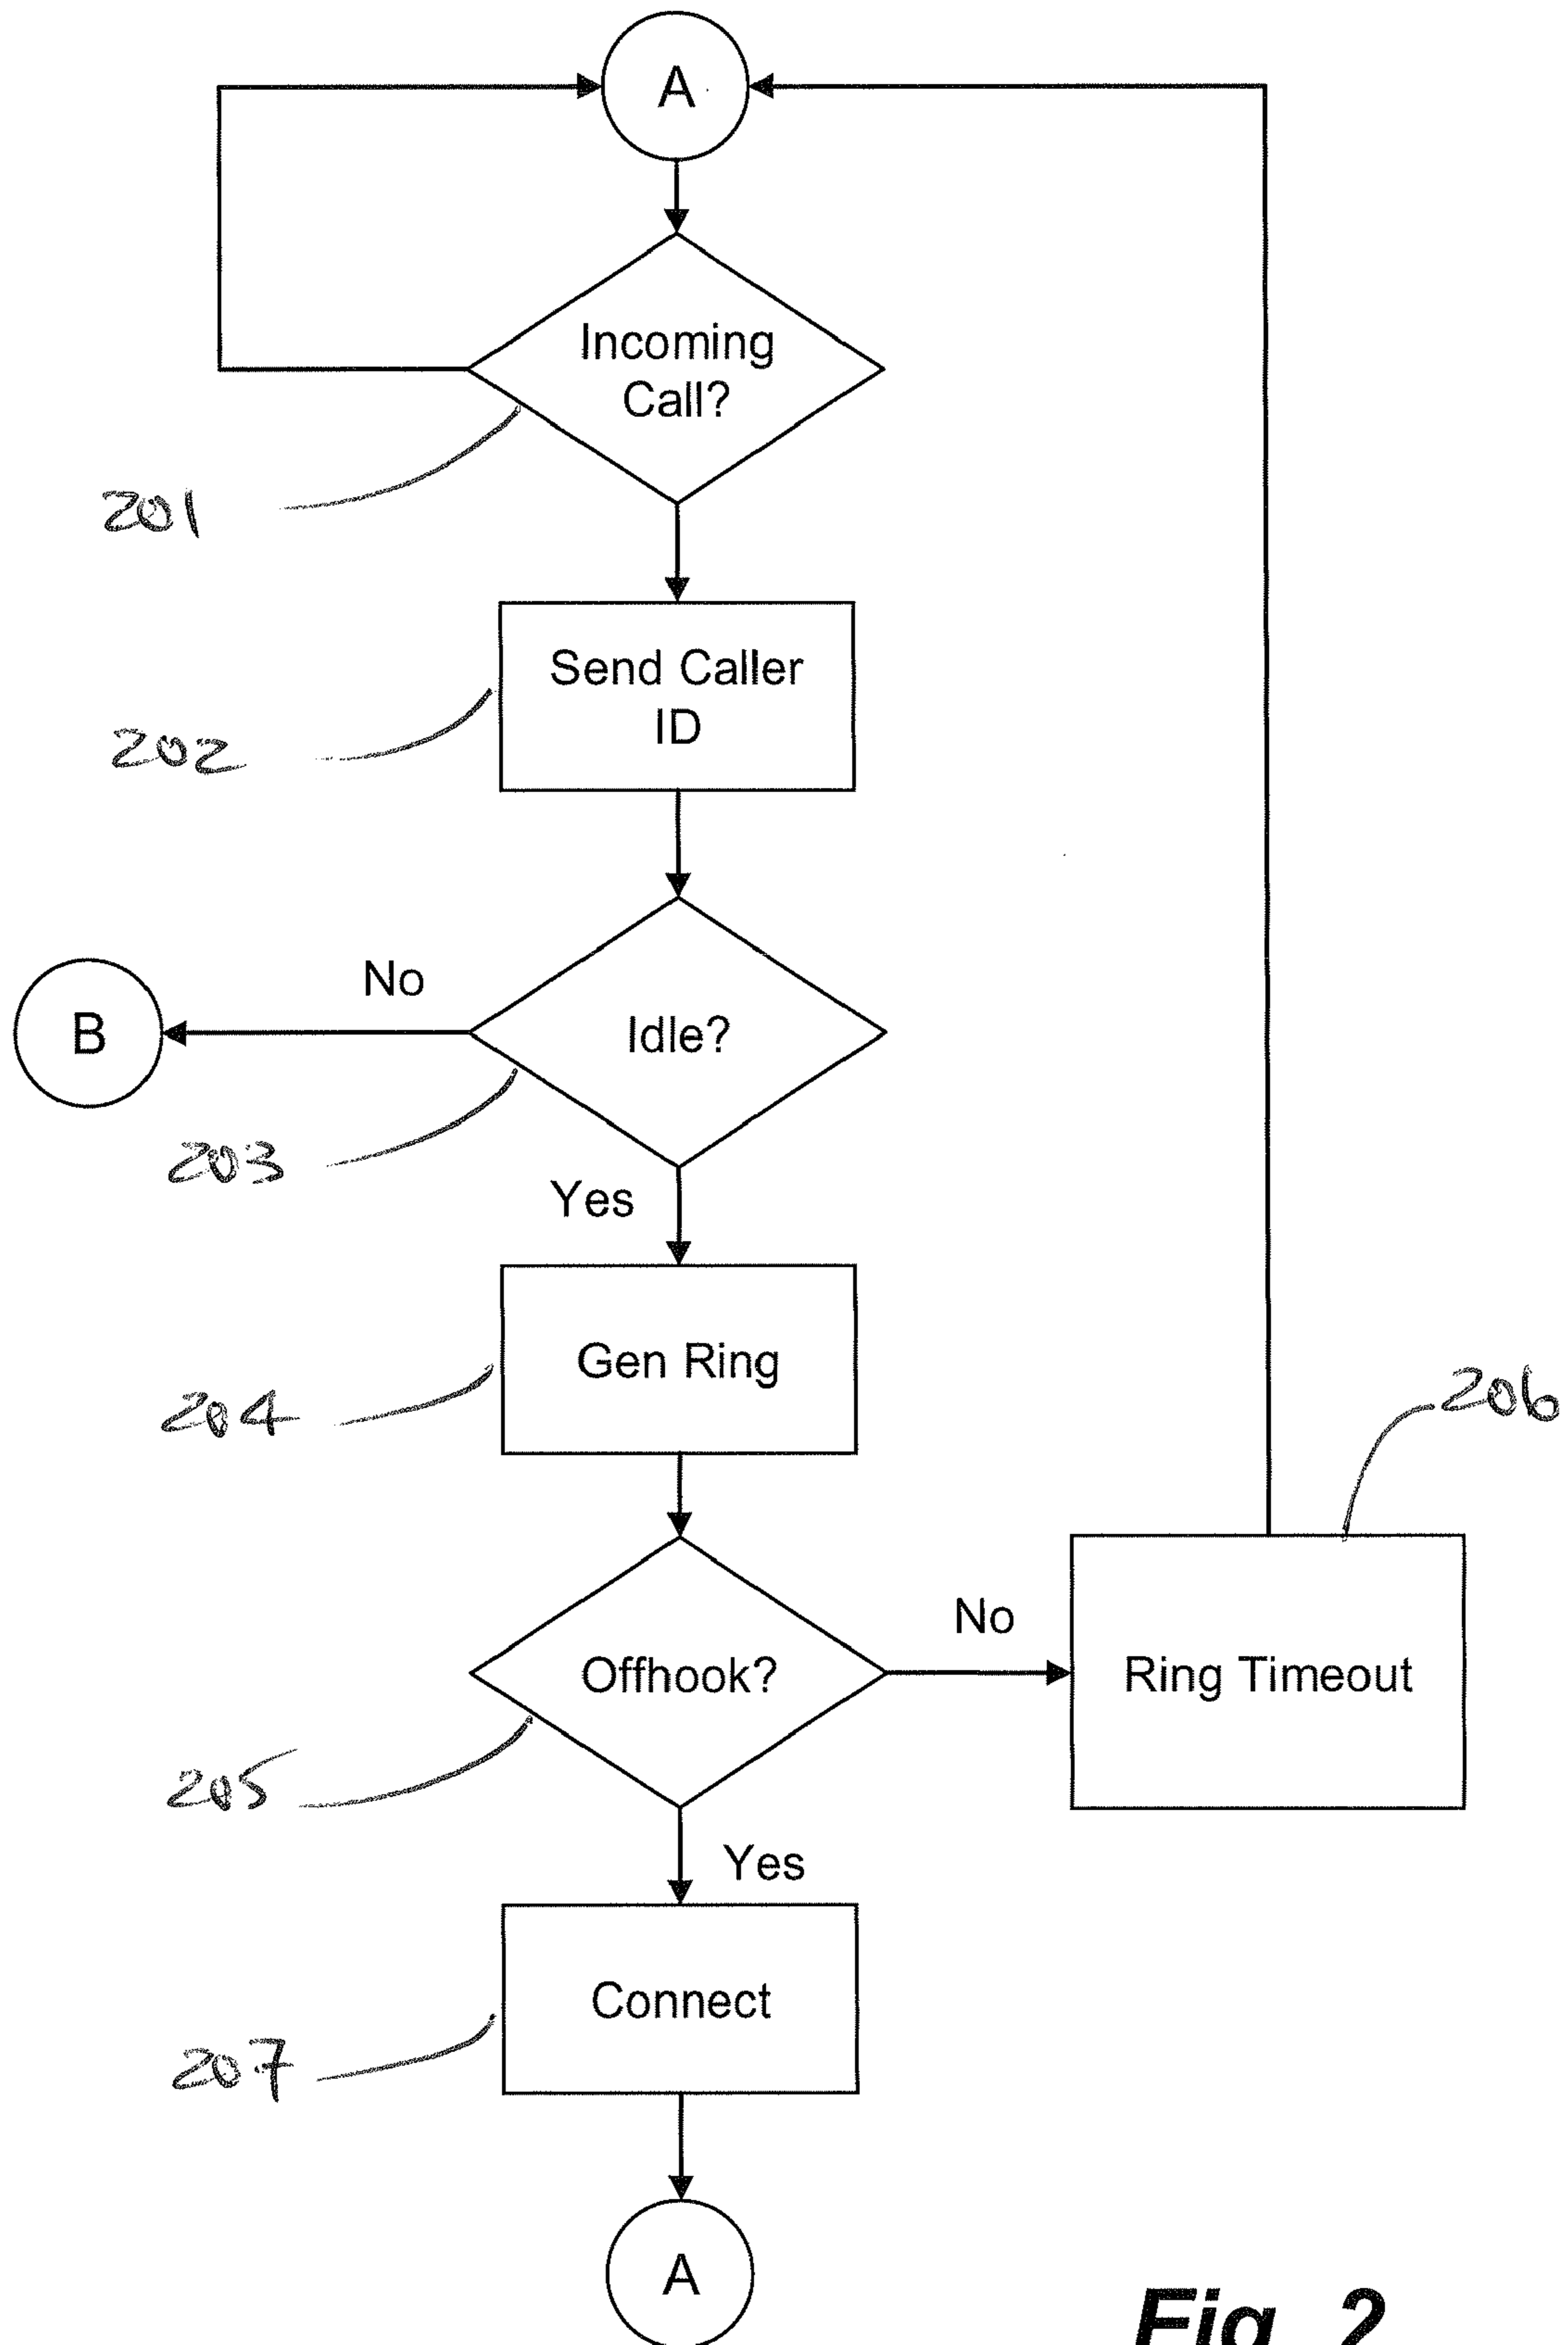 A
Incoming
Call?
201
Send Caller
ID
202
No
B
Idle?
203
Yes
Gen Ring
204
206
No
Offhook?
Ring Timeout
205
Yes
Connect
207
A
Fig. 2